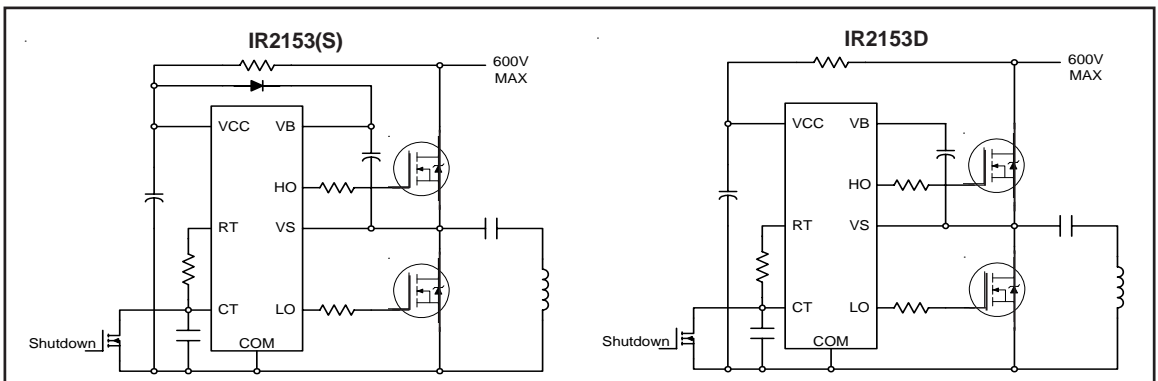 IR2153(S)
600V
MAX
VCC
VB
HO
RT
VS
CT
LO
Shutdown
COM
IR2153D
600V
MAX
VCC
VB
HO
RT
VS
CT
LO
Shutdown
COM